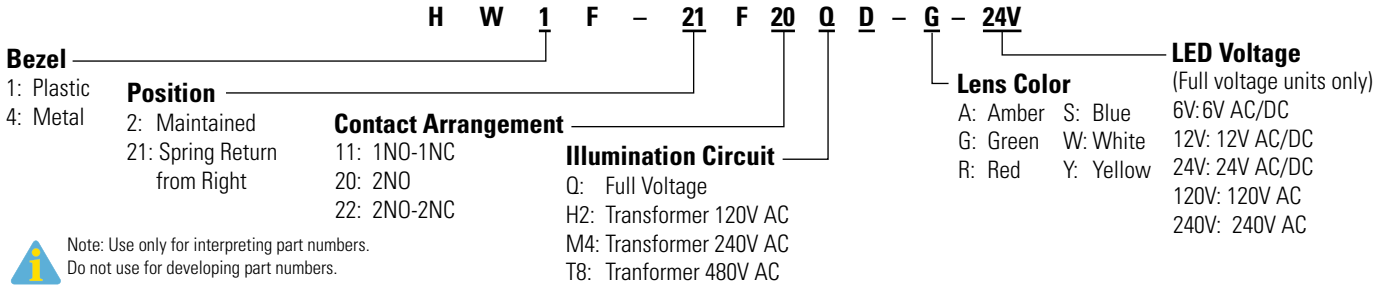 H W 1 F – 21 F 20 Q D – G – 24V
Bezel
1: Plastic
4: Metal
Position
2: Maintained
21: Spring Return
from Right
Contact Arrangement
11: 1NO-1NC
20: 2NO
22: 2NO-2NC
Illumination Circuit
Q: Full Voltage
H2: Transformer 120V AC
M4: Transformer 240V AC
T8: Tranformer 480V AC
Lens Color
A: Amber S: Blue
G: Green W: White
R: Red Y: Yellow
LED Voltage
(Full voltage units only)
6V: 6V AC/DC
12V: 12V AC/DC
24V: 24V AC/DC
120V: 120V AC
240V: 240V AC
Note: Use only for interpreting part numbers.
Do not use for developing part numbers.